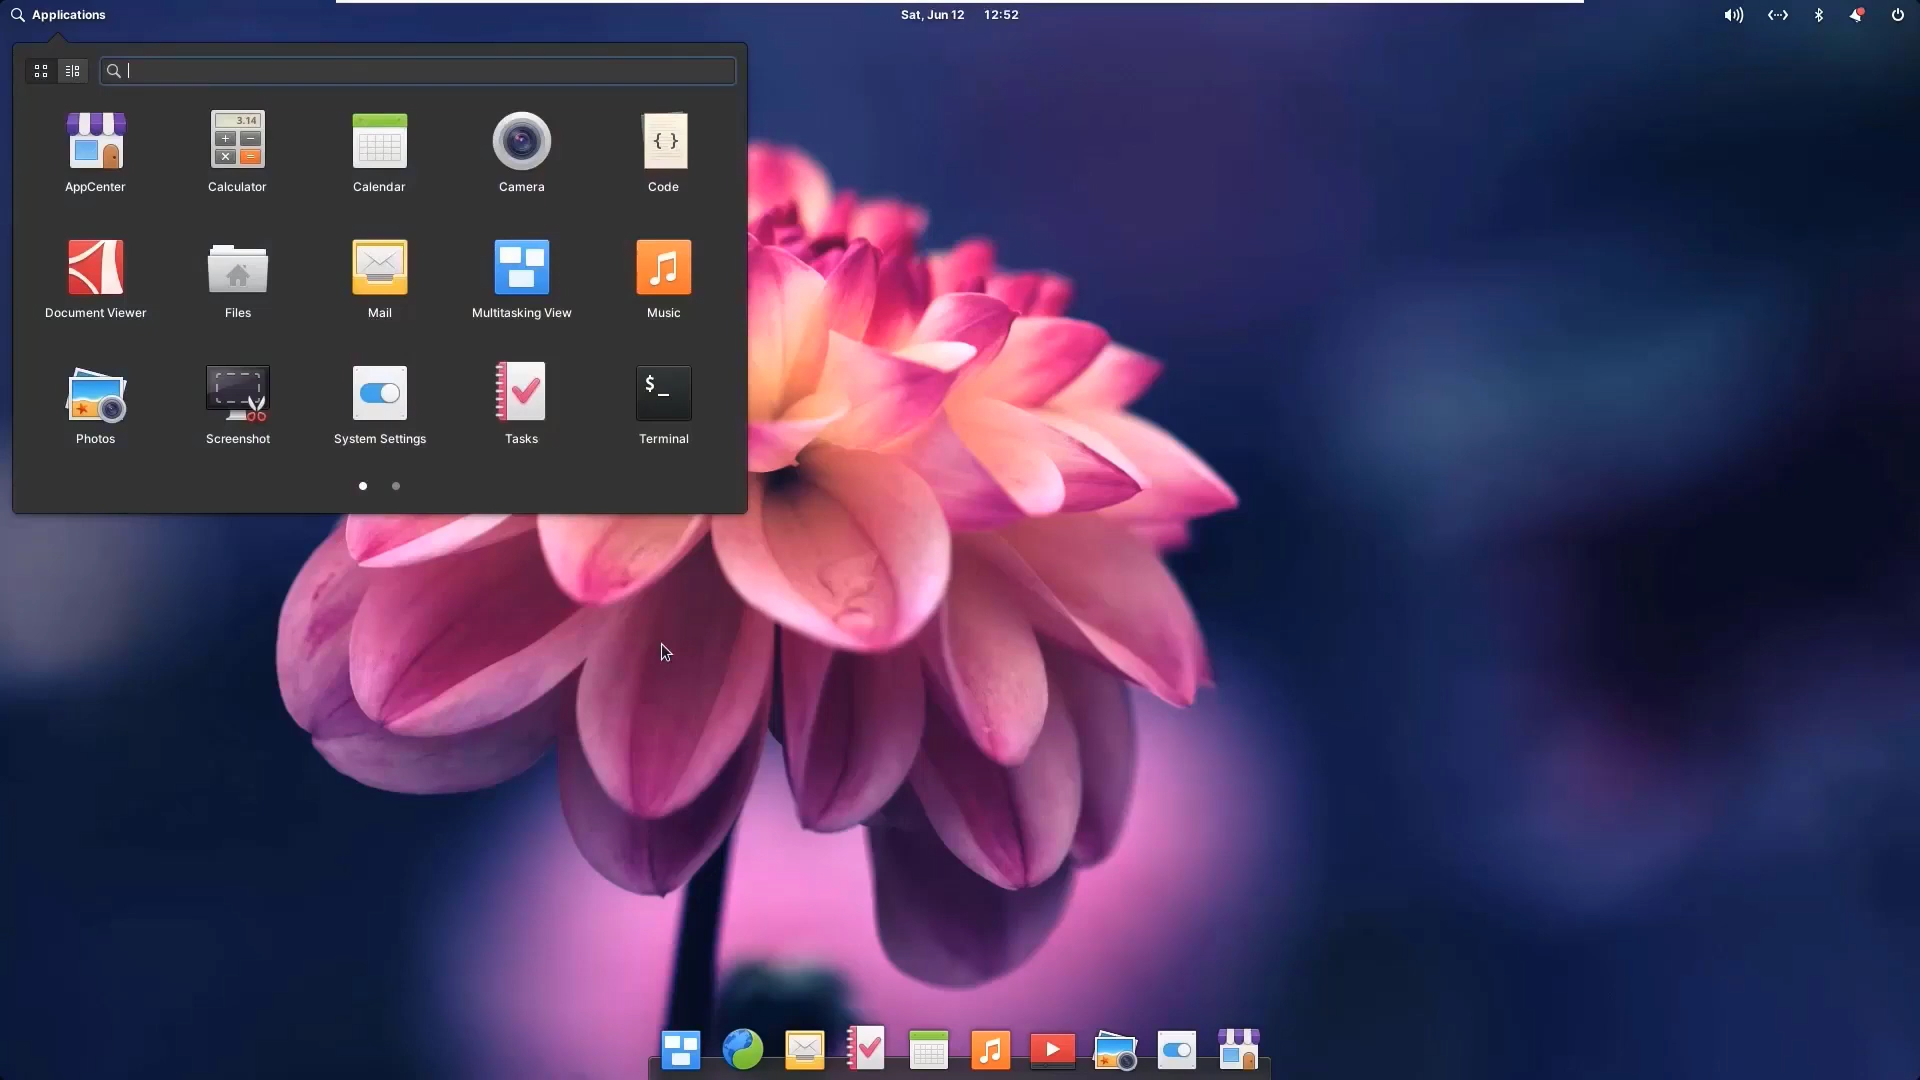 Applications
Sat, Jun 12 12:52
3.14
AppCenter
Calculator
Calendar
Camera
{ }
Code
Document Viewer
Files
Mail
Multitasking View
Music
$_
Photos
Screenshot
System Settings
Tasks
Terminal